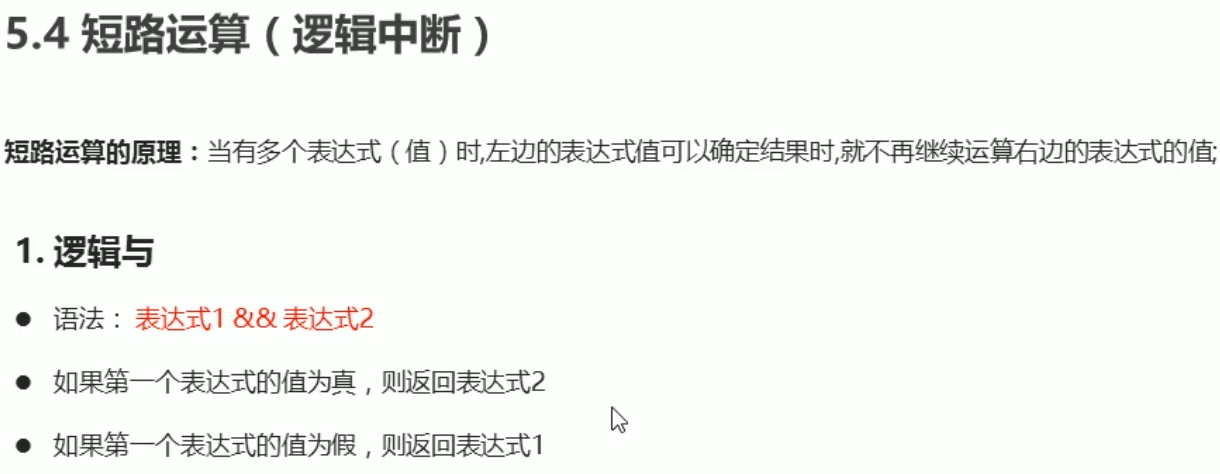 5.4 短路运算（逻辑中断）
短路运算的原理：当有多个表达式（值）时,左边的表达式值可以确定结果时,就不再继续运算右边的表达式的值;
1. 逻辑与
● 语法： 表达式1 && 表达式2
● 如果第一个表达式的值为真，则返回表达式2
● 如果第一个表达式的值为假，则返回表达式1